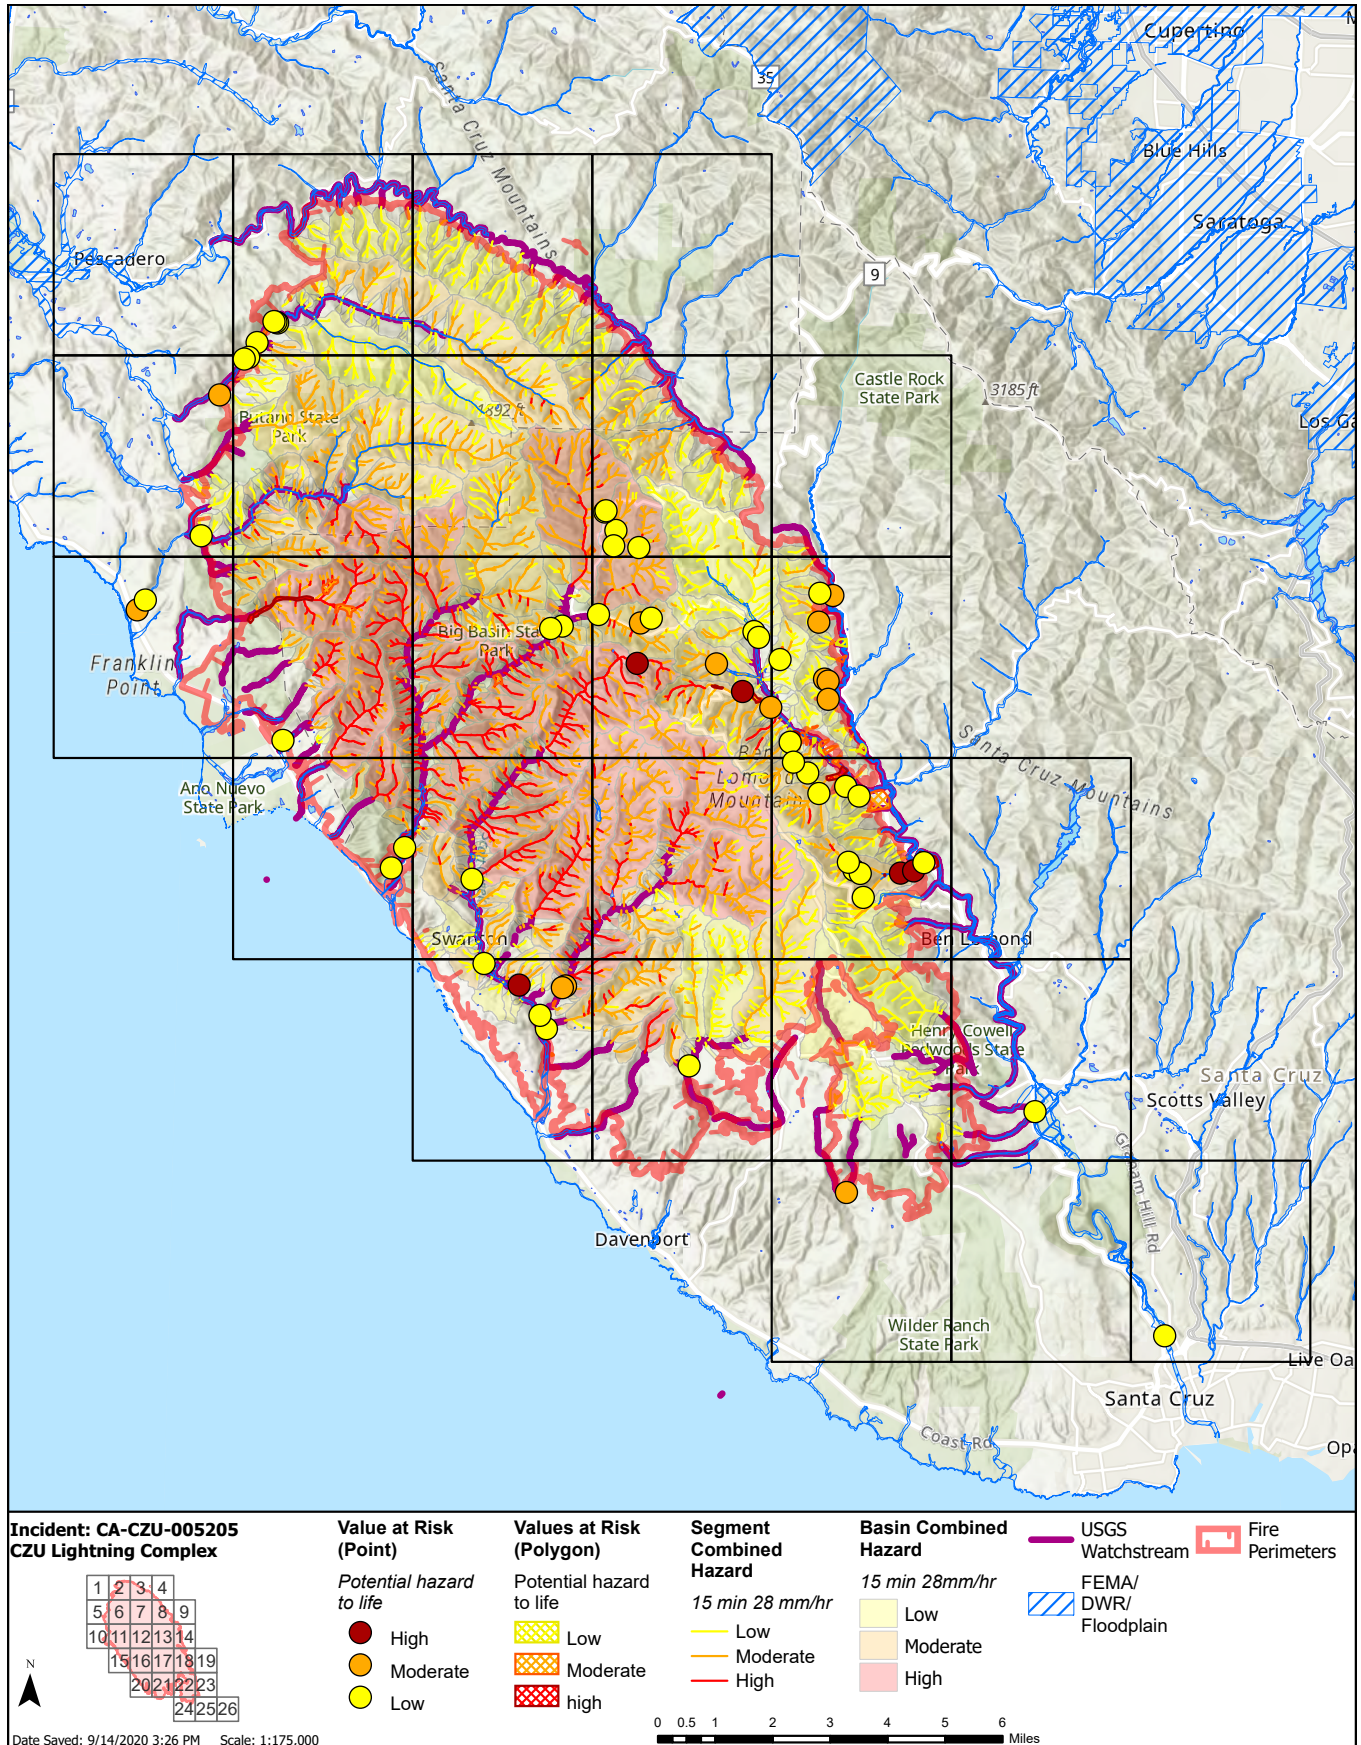 Cupertino
35
Santa Cruz Mountains
Blue Hills
Saratoga
Pescadero
9
Castle Rock
State Park
3185 ft
Butano State
Park
1892 ft
Big Basin Sta
Park
Franklin
Point
Ben
Lomond
Mountain
Santa Cruz Mountains
Ano Nuevo
State Park
Swanton
Ben Lomond
Henry Cowell
Redwoods State
Park
Santa Cruz
Scotts Valley
Graham Hill Rd
Davenport
Wilder Ranch
State Park
Live Oa
Santa Cruz
Coast Rd
Incident: CA-CZU-005205
CZU Lightning Complex
1 2 3 4
5 6 7 8 9
10 11 12 13 14
15 16 17 18 19
20 21 22 23
24 25 26
N
Date Saved: 9/14/2020 3:26 PM Scale: 1:175,000
Value at Risk
(Point)
Potential hazard
to life
High
Moderate
Low
Values at Risk
(Polygon)
Potential hazard
to life
Low
Moderate
high
Segment
Combined
Hazard
15 min 28 mm/hr
Low
Moderate
High
Basin Combined
Hazard
15 min 28mm/hr
Low
Moderate
High
USGS
Watchstream
Fire
Perimeters
FEMA/
DWR/
Floodplain
0 0.5 1 2 3 4 5 6
Miles